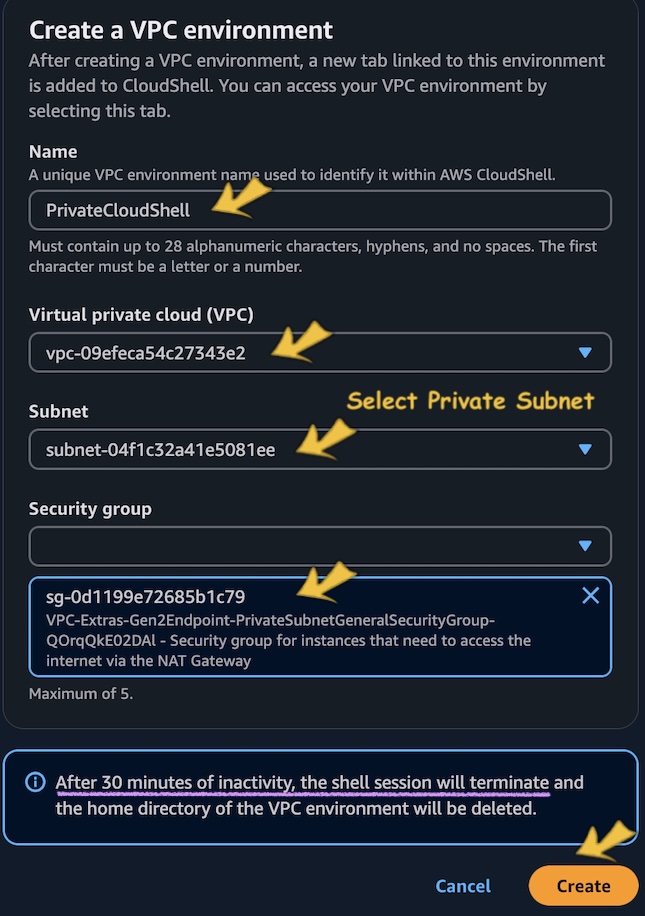 Create a VPC environment
After creating a VPC environment, a new tab linked to this environment
is added to CloudShell. You can access your VPC environment by
selecting this tab.
Name
A unique VPC environment name used to identify it within AWS CloudShell.
PrivateCloudShell
Must contain up to 28 alphanumeric characters, hyphens, and no spaces. The first
character must be a letter or a number.
Virtual private cloud (VPC)
vpc-09efeca54c27343e2
Select Private Subnet
Subnet
subnet-04f1c32a41e5081ee
Security group
sg-0d1199e72685b1c79
VPC-Extras-Gen2Endpoint-PrivateSubnetGeneralSecurityGroup-
QOrqQkE02DAl - Security group for instances that need to access the
internet via the NAT Gateway
Maximum of 5.
After 30 minutes of inactivity, the shell session will terminate and
the home directory of the VPC environment will be deleted.
Cancel
Create